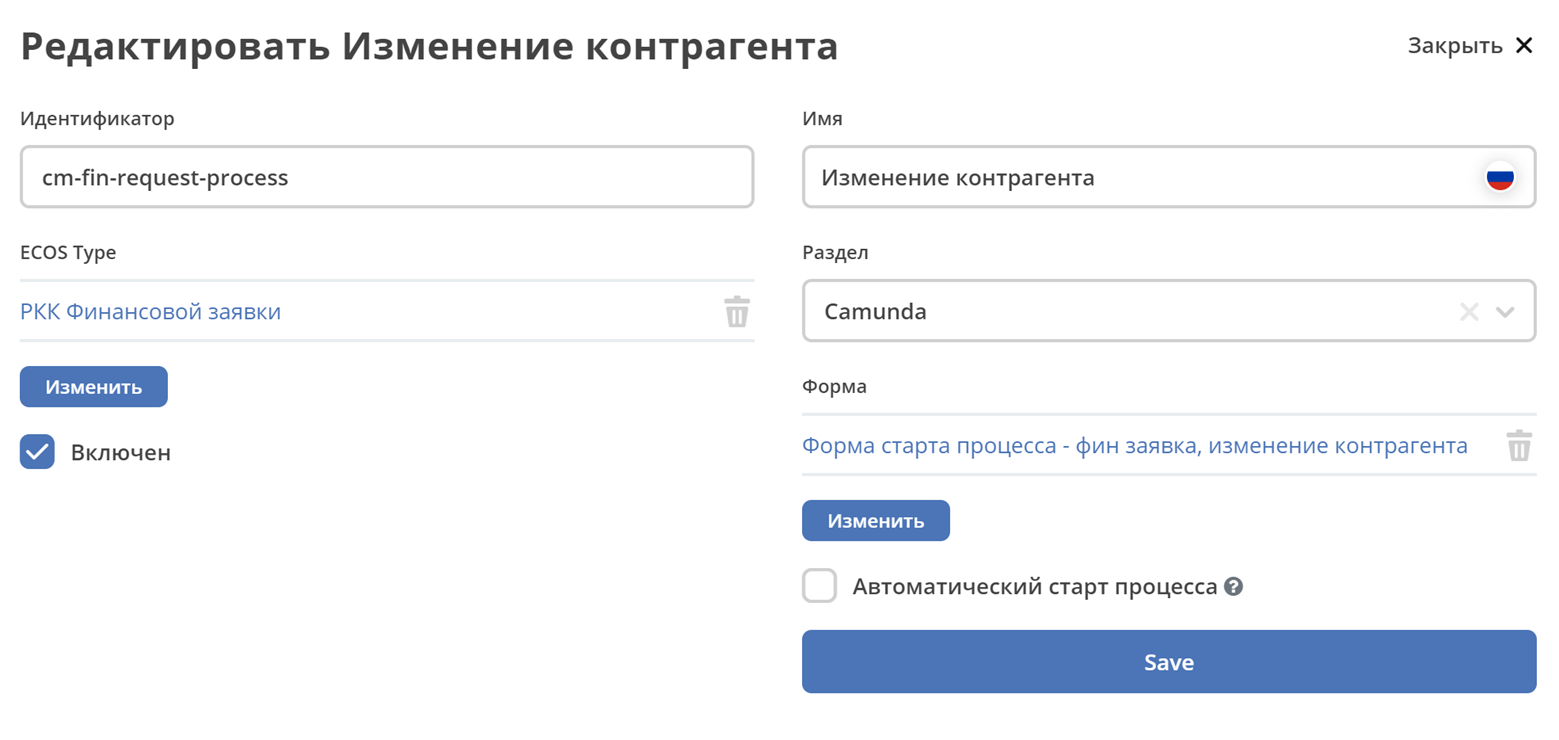 Редактировать Изменение контрагента
Закрыть
Идентификатор
Имя
cm-fin-request-process
Изменение контрагента
ECOS Type
Раздел
РКК Финансовой заявки
Camunda
Изменить
Форма
Включен
Форма старта процесса - фин заявка, изменение контрагента
Изменить
Автоматический старт процесса ?
Save